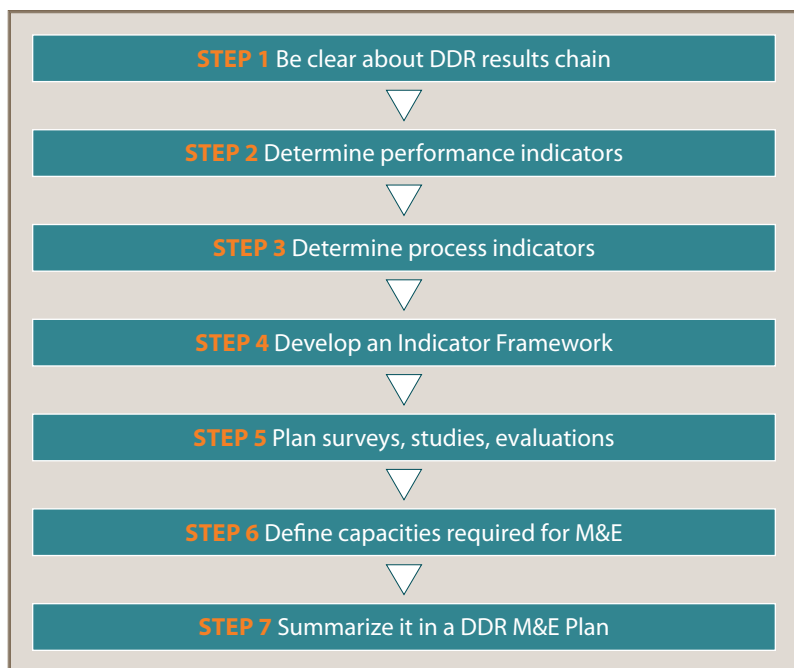 STEP 1 Be clear about DDR results chain
STEP 2 Determine performance indicators
STEP 3 Determine process indicators
STEP 4 Develop an Indicator Framework
STEP 5 Plan surveys, studies, evaluations
STEP 6 Define capacities required for M&E
STEP 7 Summarize it in a DDR M&E Plan